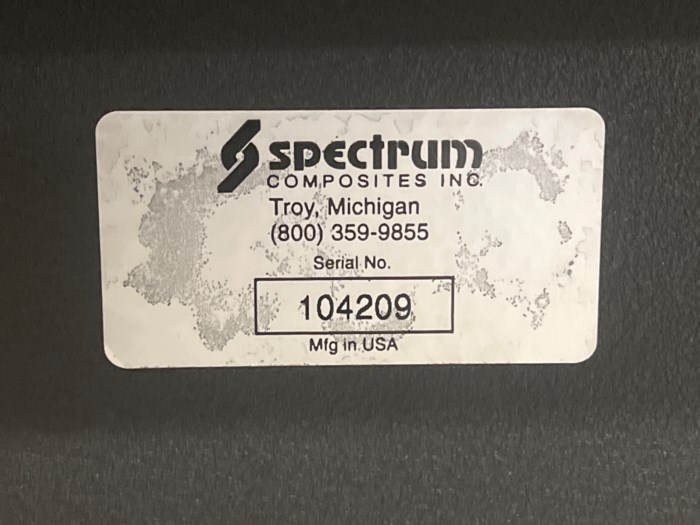 spectrum
COMPOSITES INC.
Troy, Michigan
(800) 359-9855
Serial No.
104209
Mfg in USA